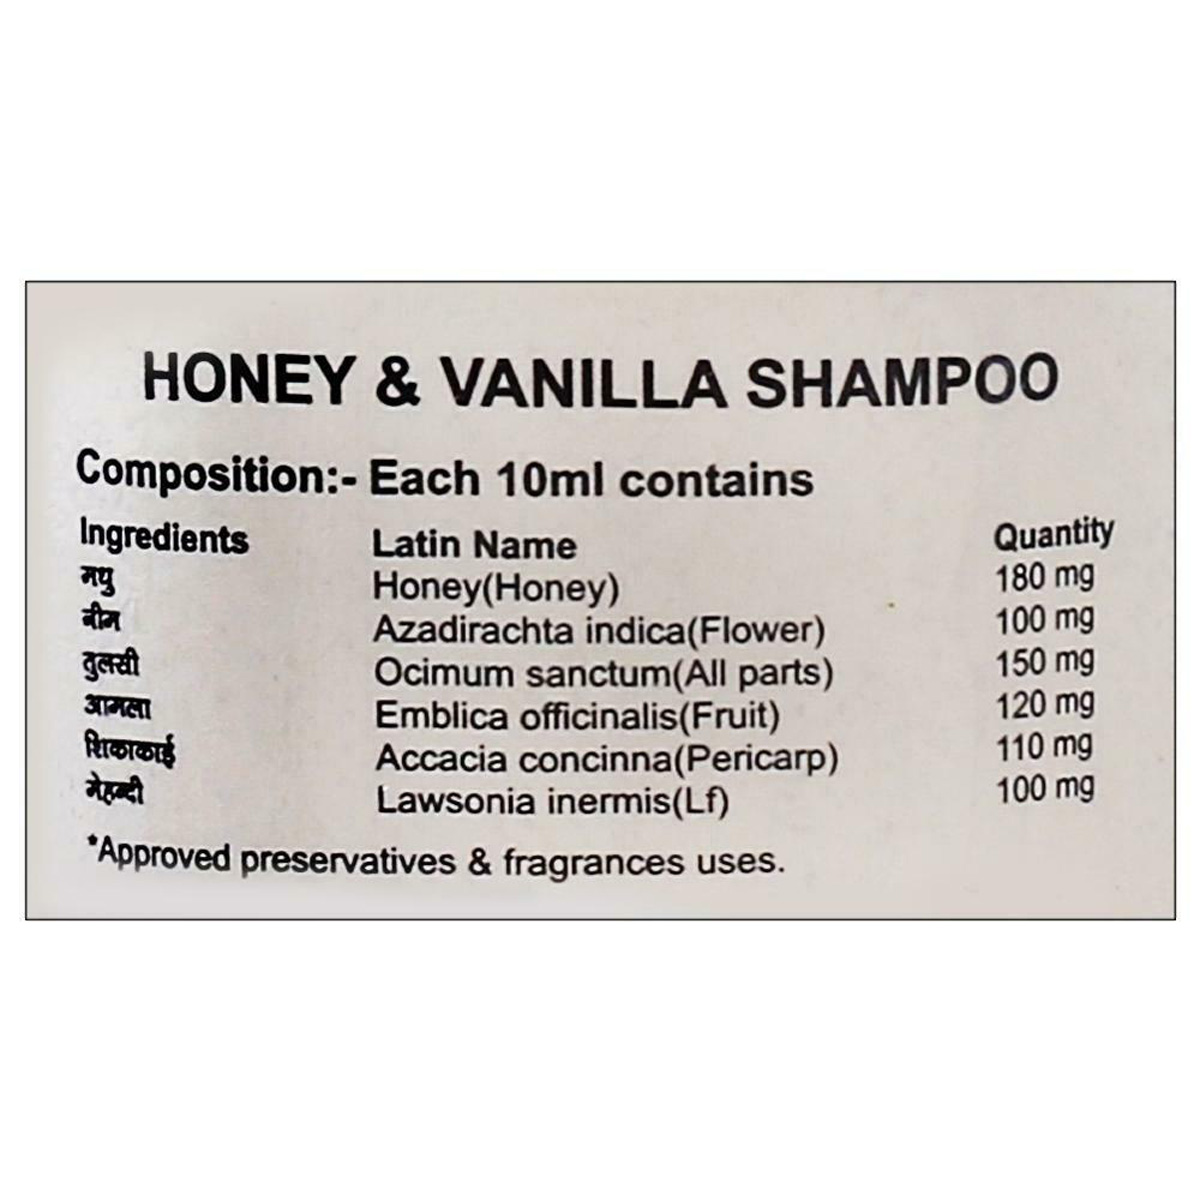 HONEY & VANILLA SHAMPOO
Composition:- Each 10ml contains
Ingredients Latin Name Quantity
मधु Honey(Honey) 180 mg
नीम Azadirachta indica(Flower) 100 mg
तुलसी Ocimum sanctum(All parts) 150 mg
आमला Emblica officinalis(Fruit) 120 mg
शिकाकाई Accacia concinna(Pericarp) 110 mg
मेहन्दी Lawsonia inermis(Lf) 100 mg
*Approved preservatives & fragrances uses.